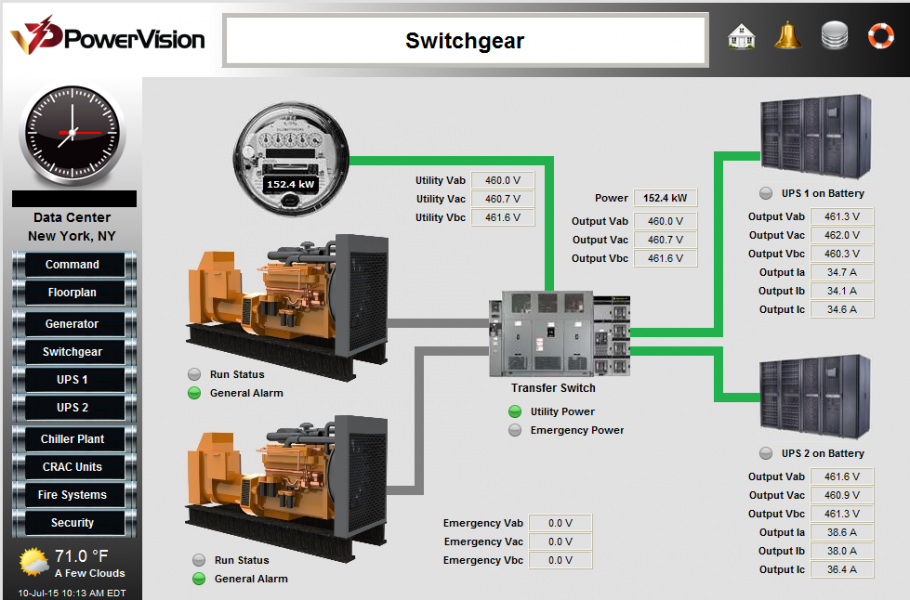 PowerVision
Switchgear
Data Center
New York, NY
Command
Floorplan
Generator
Switchgear
UPS 1
UPS 2
Chiller Plant
CRAC Units
Fire Systems
Security
71.0 °F
A Few Clouds
10-Jul-15 10:13 AM EDT
152.4 kW
Utility Vab 460.0 V
Utility Vac 460.7 V
Utility Vbc 461.6 V
Power 152.4 kW
Output Vab 460.0 V
Output Vac 460.7 V
Output Vbc 461.6 V
UPS 1 on Battery
Output Vab 461.3 V
Output Vac 462.0 V
Output Vbc 460.3 V
Output Ia 34.7 A
Output Ib 34.1 A
Output Ic 34.6 A
Run Status
General Alarm
Transfer Switch
Utility Power
Emergency Power
UPS 2 on Battery
Output Vab 461.6 V
Output Vac 460.9 V
Output Vbc 461.3 V
Output Ia 38.6 A
Output Ib 38.0 A
Output Ic 36.4 A
Emergency Vab 0.0 V
Emergency Vac 0.0 V
Emergency Vbc 0.0 V
Run Status
General Alarm